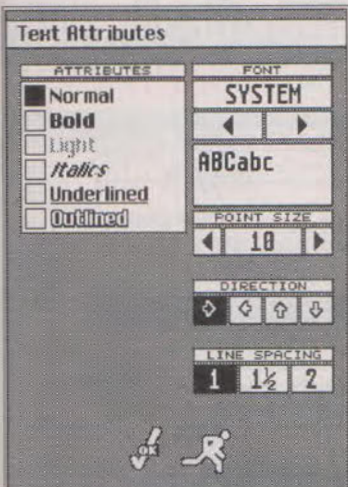 Text Attributes
ATTRIBUTES
Normal
Bold
Light
Italics
Underlined
Outlined
FONT
SYSTEM
ABCabc
POINT SIZE
10
DIRECTION
LINE SPACING
1 1½ 2
OK